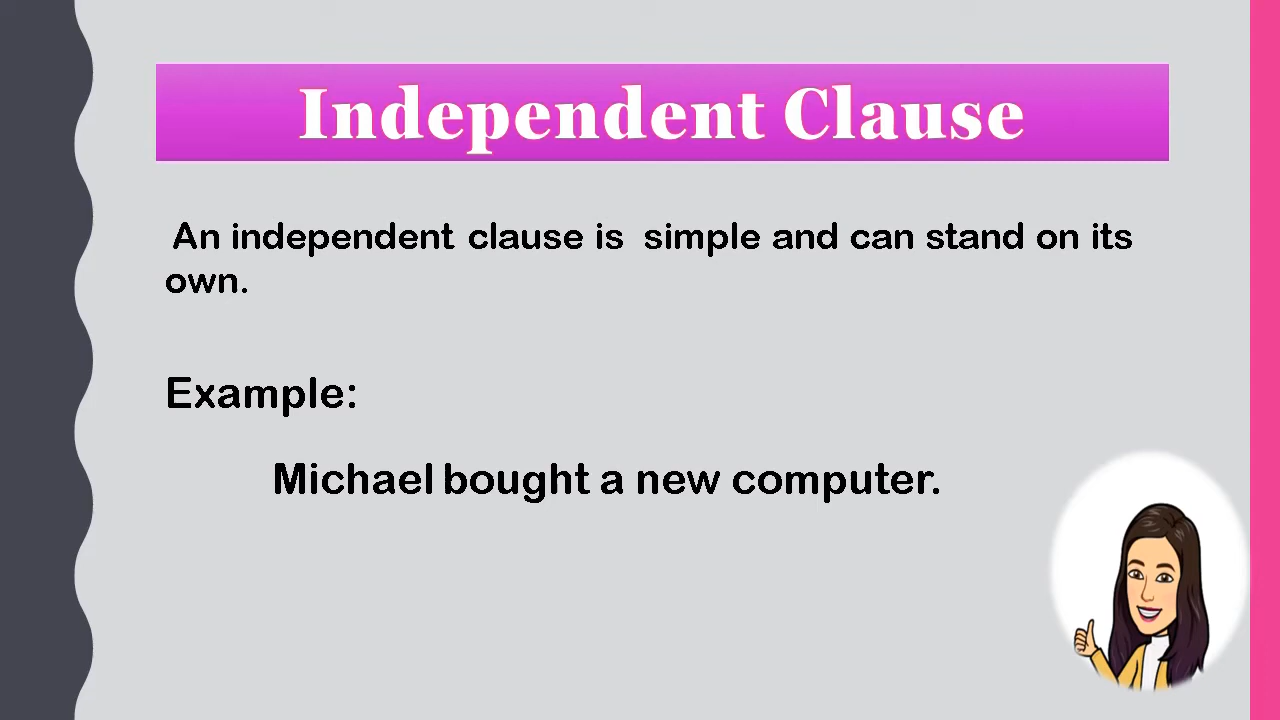 Independent Clause
An independent clause is  simple and can stand on its
own.
Example:
Michael bought a new computer.